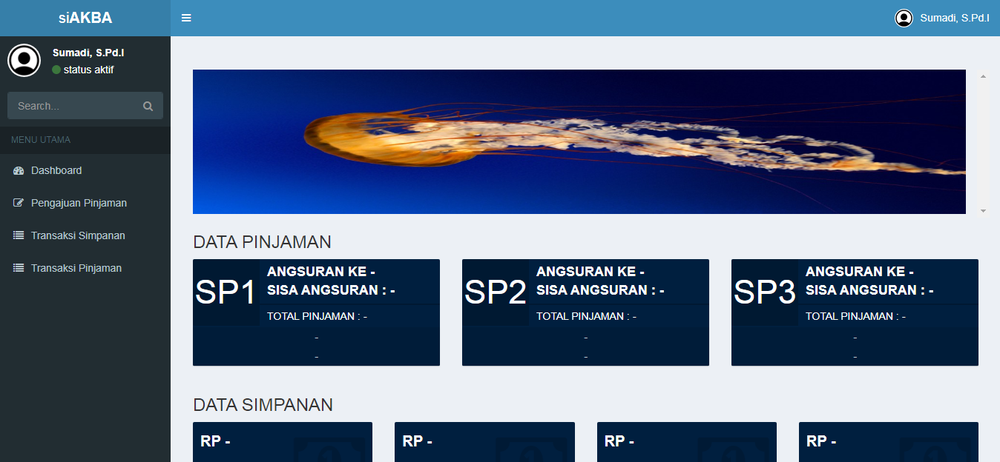 siAKBA
Sumadi, S.Pd.I
Sumadi, S.Pd.I
status aktif
Search...
MENU UTAMA
Dashboard
Pengajuan Pinjaman
Transaksi Simpanan
Transaksi Pinjaman
DATA PINJAMAN
SP1
ANGSURAN KE -
SISA ANGSURAN : -
TOTAL PINJAMAN : -
-
-
SP2
ANGSURAN KE -
SISA ANGSURAN : -
TOTAL PINJAMAN : -
-
-
SP3
ANGSURAN KE -
SISA ANGSURAN : -
TOTAL PINJAMAN : -
-
-
DATA SIMPANAN
RP -
RP -
RP -
RP -